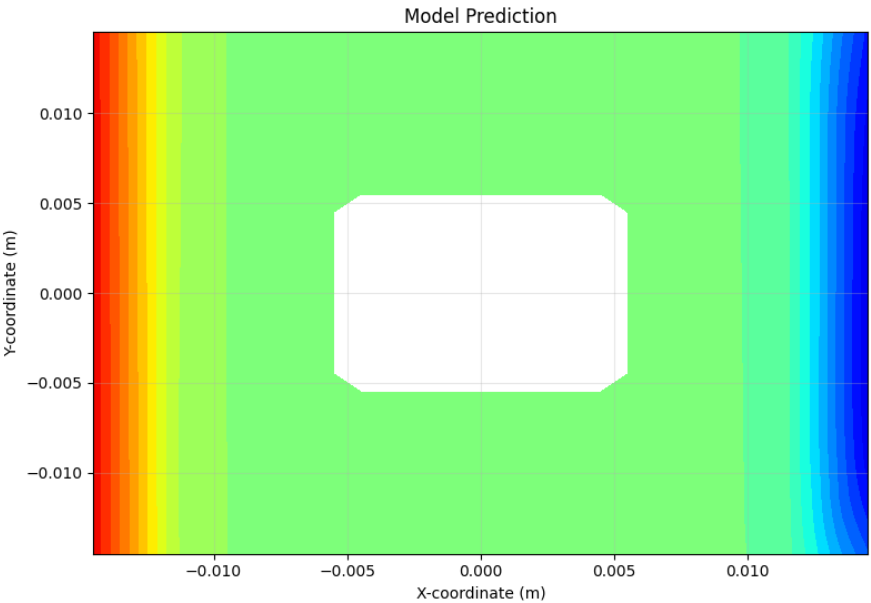 Model Prediction
0.010
0.005
0.000
−0.005
−0.010
Y-coordinate (m)
−0.010 −0.005 0.000 0.005 0.010
X-coordinate (m)